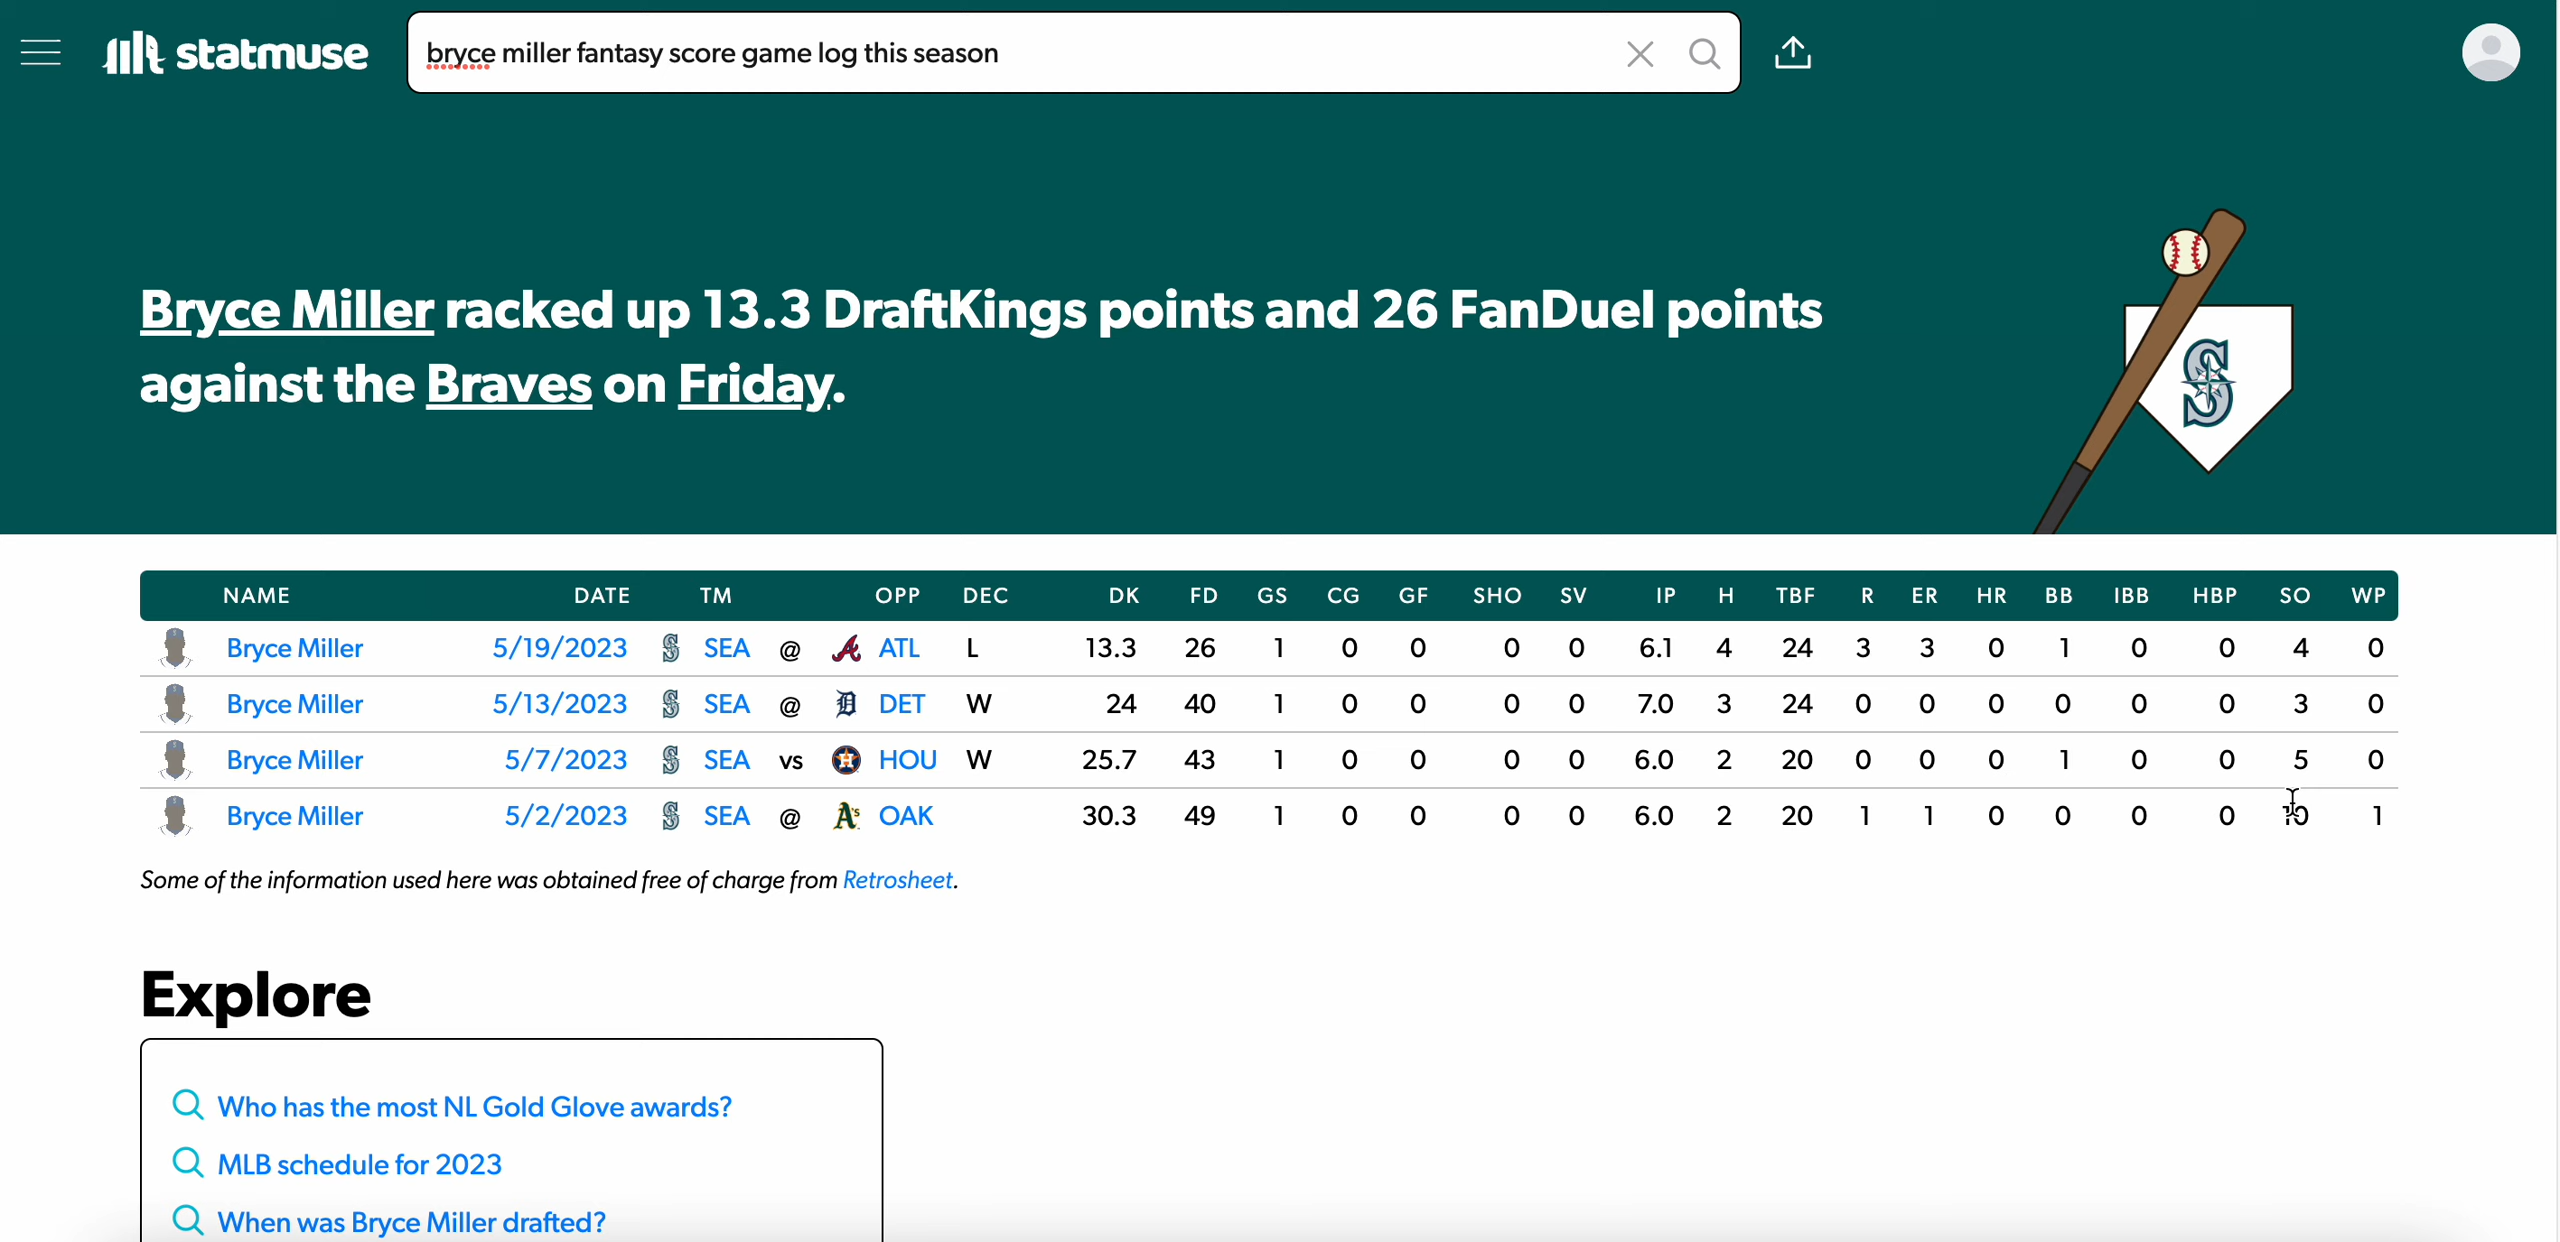 statmuse
bryce miller fantasy score game log this season
Bryce Miller racked up 13.3 DraftKings points and 26 FanDuel points
against the Braves on Friday.
NAME DATE TM OPP DEC DK FD GS CG GF SHO SV IP H TBF R ER HR BB IBB HBP SO WP
Bryce Miller 5/19/2023 SEA @ ATL L 13.3 26 1 0 0 0 0 6.1 4 24 3 3 0 1 0 0 4 0
Bryce Miller 5/13/2023 SEA @ DET W 24 40 1 0 0 0 0 7.0 3 24 0 0 0 0 0 0 3 0
Bryce Miller 5/7/2023 SEA vs HOU W 25.7 43 1 0 0 0 0 6.0 2 20 0 0 0 1 0 0 5 0
Bryce Miller 5/2/2023 SEA @ OAK 30.3 49 1 0 0 0 0 6.0 2 20 1 1 0 0 0 0 10 1
Some of the information used here was obtained free of charge from Retrosheet.
Explore
Who has the most NL Gold Glove awards?
MLB schedule for 2023
When was Bryce Miller drafted?